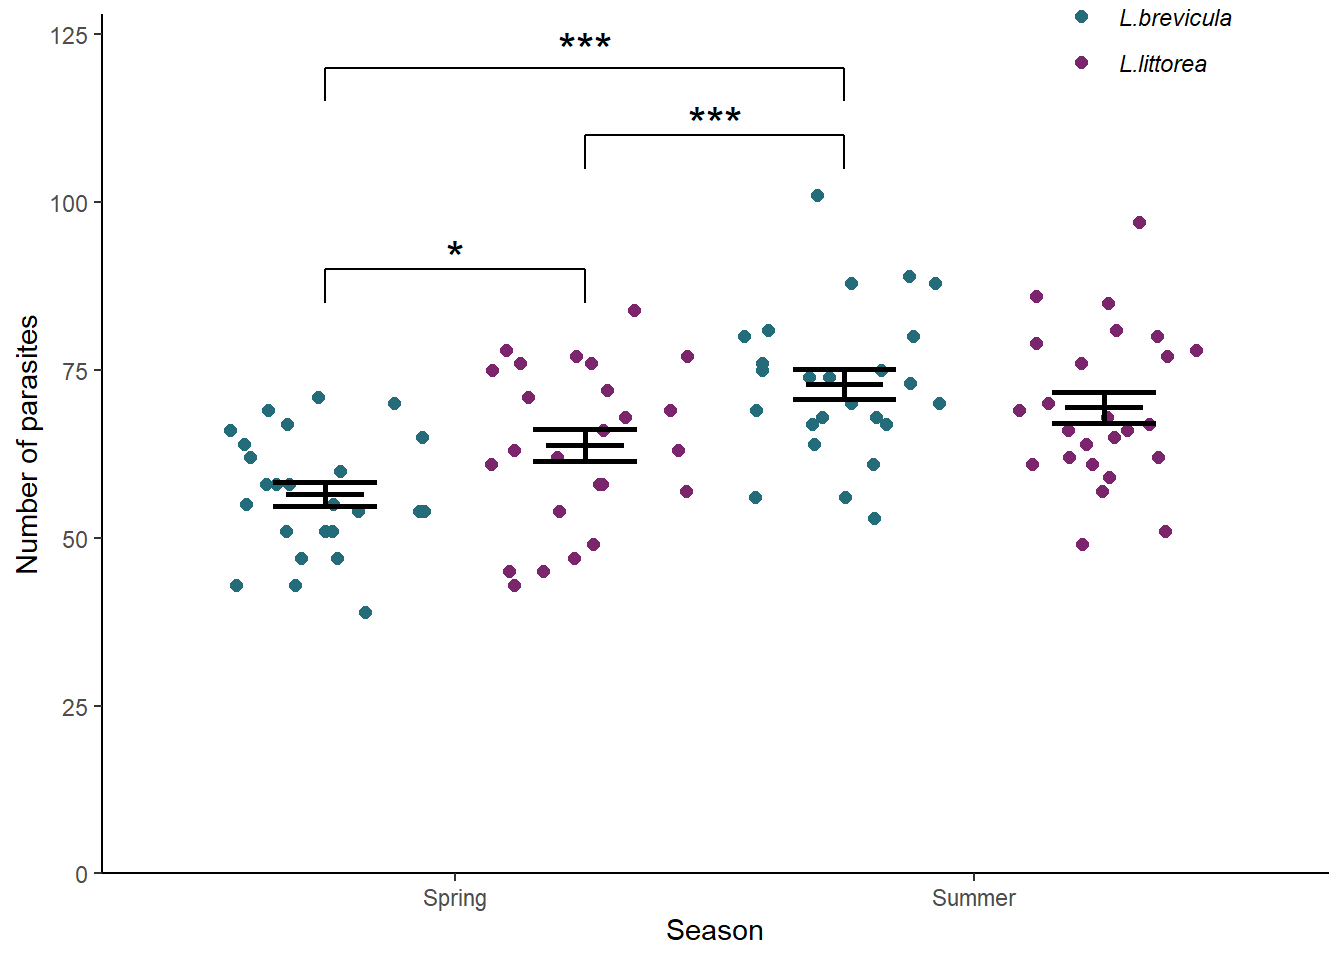 L.brevicula
L.littorea
***
***
*
125
100
75
50
25
0
Number of parasites
Spring
Summer
Season